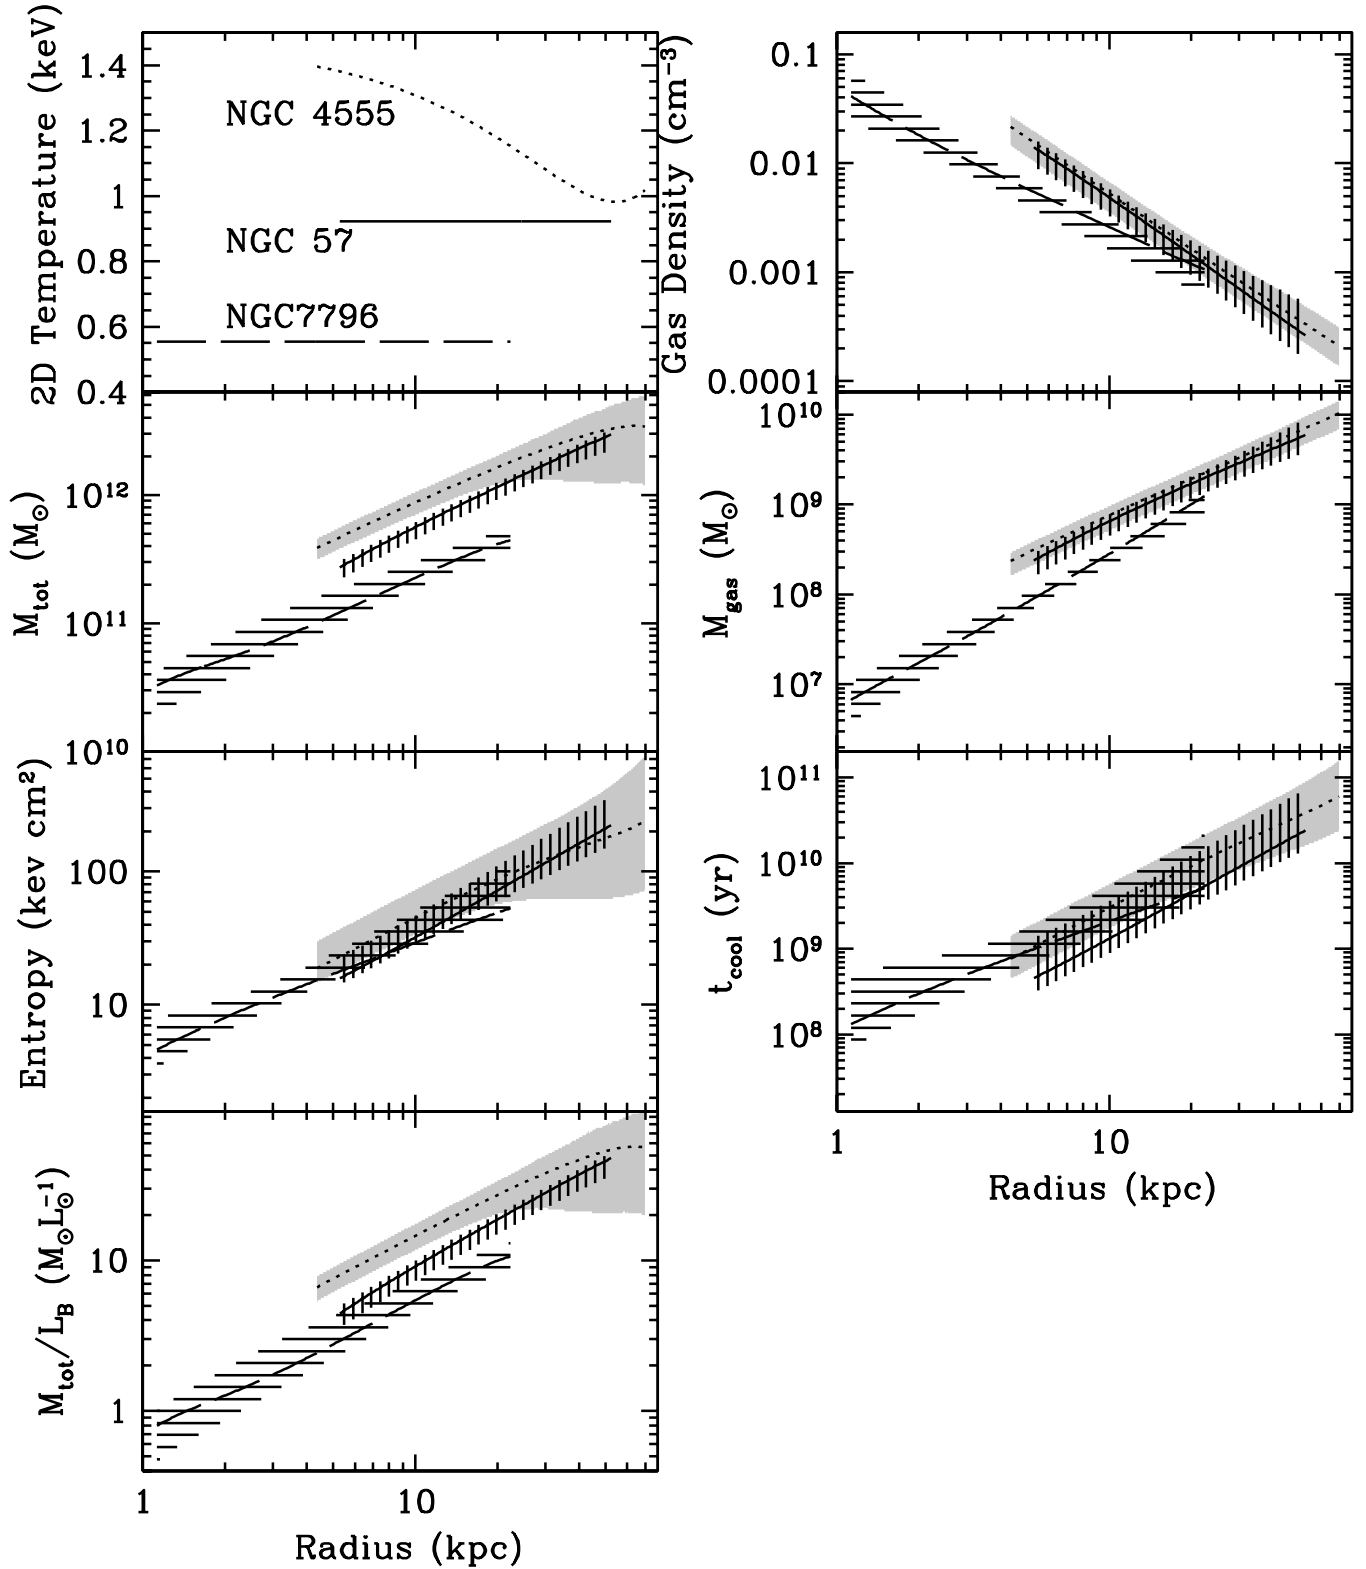 2D Temperature (keV)
1.4
1.2
1
0.8
0.6
0.4
NGC 4555
NGC 57
NGC7796
Gas Density (cm⁻³)
0.1
0.01
0.001
0.0001
M_tot (M_⊙)
10¹²
10¹¹
10¹⁰
M_gas (M_⊙)
10¹⁰
10⁹
10⁸
10⁷
Entropy (kev cm²)
100
10
t_cool (yr)
10¹¹
10¹⁰
10⁹
10⁸
1
10
Radius (kpc)
M_tot/L_B (M_⊙L_⊙⁻¹)
10
1
1
10
Radius (kpc)